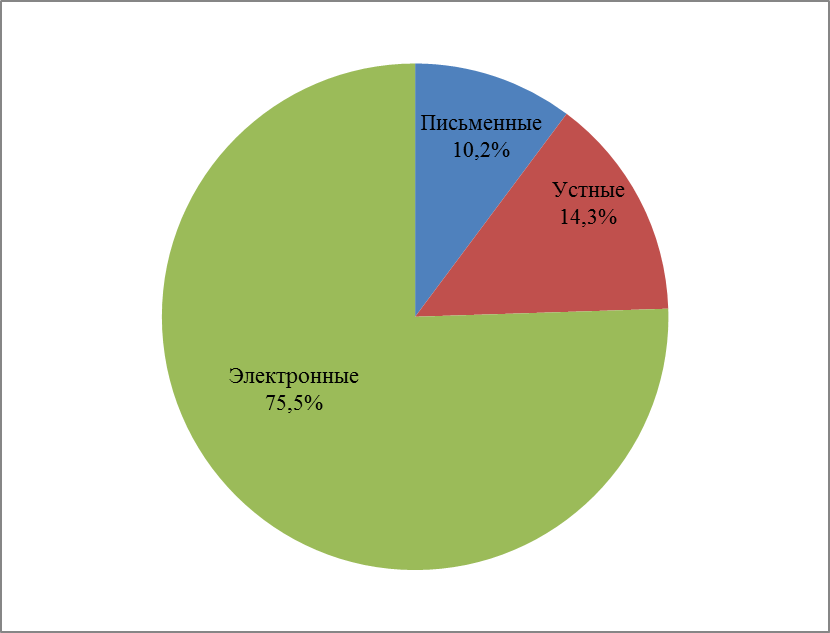 Письменные
10,2%
Устные
14,3%
Электронные
75,5%